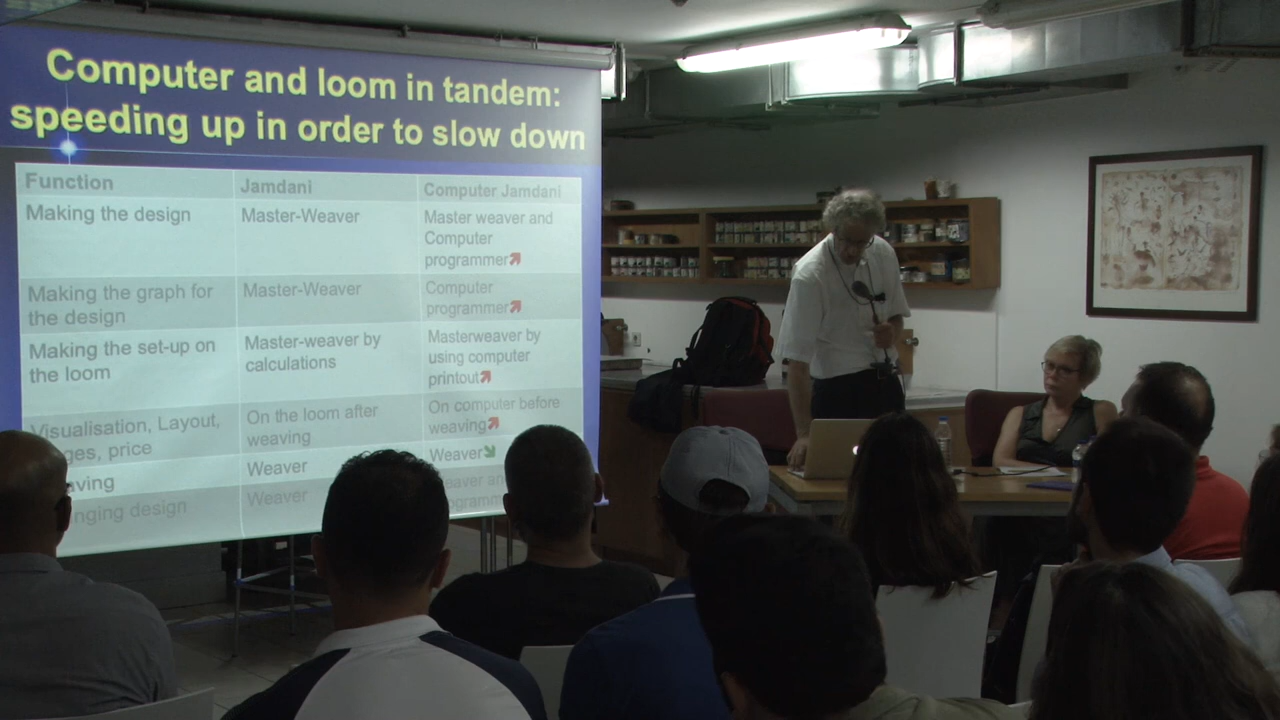 Computer and loom in tandem:
speeding up in order to slow down
Function
Jamdani
Computer Jamdani
Making the design
Master-Weaver
Master weaver and
Computer
programmer
Making the graph for
the design
Master-Weaver
Computer
programmer
Making the set-up on
the loom
Master-weaver by
calculations
Masterweaver by
using computer
printout
Visualisation, Layout,
price
On the loom after
weaving
On computer before
weaving
Weaver
Weaver
design
Weaver